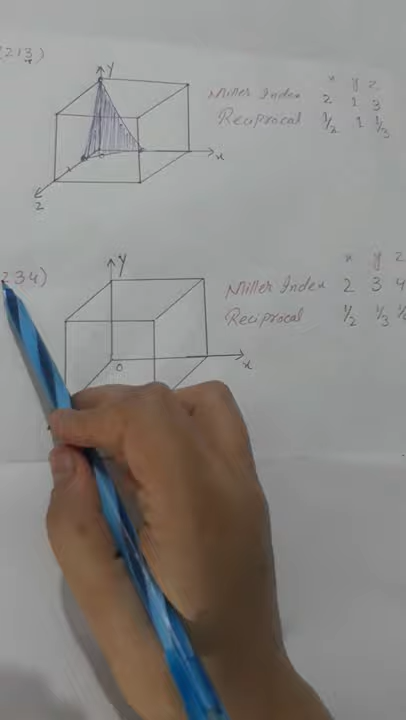 213)
y
x
z
x y z
Miller Index 2 1 3
Reciprocal 1/2 1 1/3
234)
y
o
x
x y z
Miller Index 2 3 4
Reciprocal 1/2 1/3